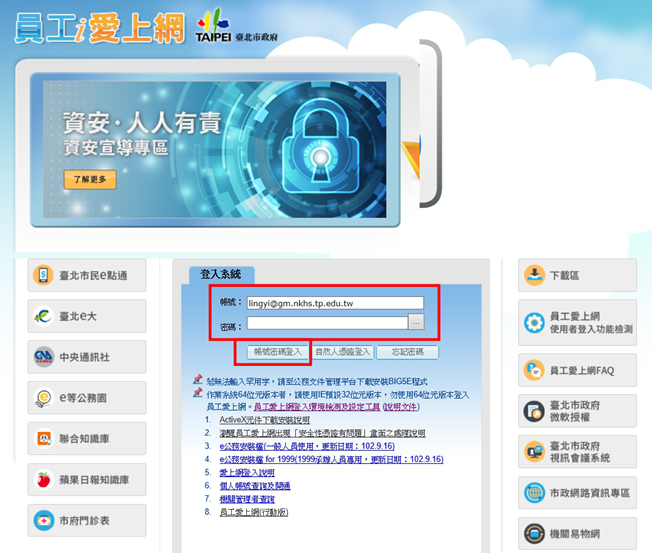 員工i愛上網
TAIPEI 臺北市政府
資安·人人有責
資安宣導專區
了解更多
臺北市民e點通
臺北e大
中央通訊社
e等公務園
聯合知識庫
蘋果日報知識庫
市府門診表
登入系統
帳號：lingyi@gm.nkhs.tp.edu.tw
密碼：
...
帳號密碼登入 自然人憑證登入 忘記密碼
若無法輸入罕用字，請至公務文件管理平台下載安裝BIG5E程式
作業系統64位元版本者，請使用IE預設32位元版本，勿使用64位元版本登入
員工愛上網。員工愛上網登入環境檢測及設定工具 (說明文件)
1. ActiveX元件下載安裝說明
2. 瀏覽員工愛上網出現「安全性憑證有問題」畫面之處理說明
3. e公務安裝檔(一般人員使用，更新日期：102.9.16)
4. e公務安裝檔 for 1999(1999承辦人員專用，更新日期：102.9.16)
5. 愛上網登入說明
6. 個人帳號查詢及開通
7. 機關管理者查詢
8. 員工愛上網(行動版)
下載區
員工愛上網
使用者登入功能檢測
員工愛上網FAQ
臺北市政府
微軟授權
臺北市政府
視訊會議系統
市政網路資訊專區
機關易物網